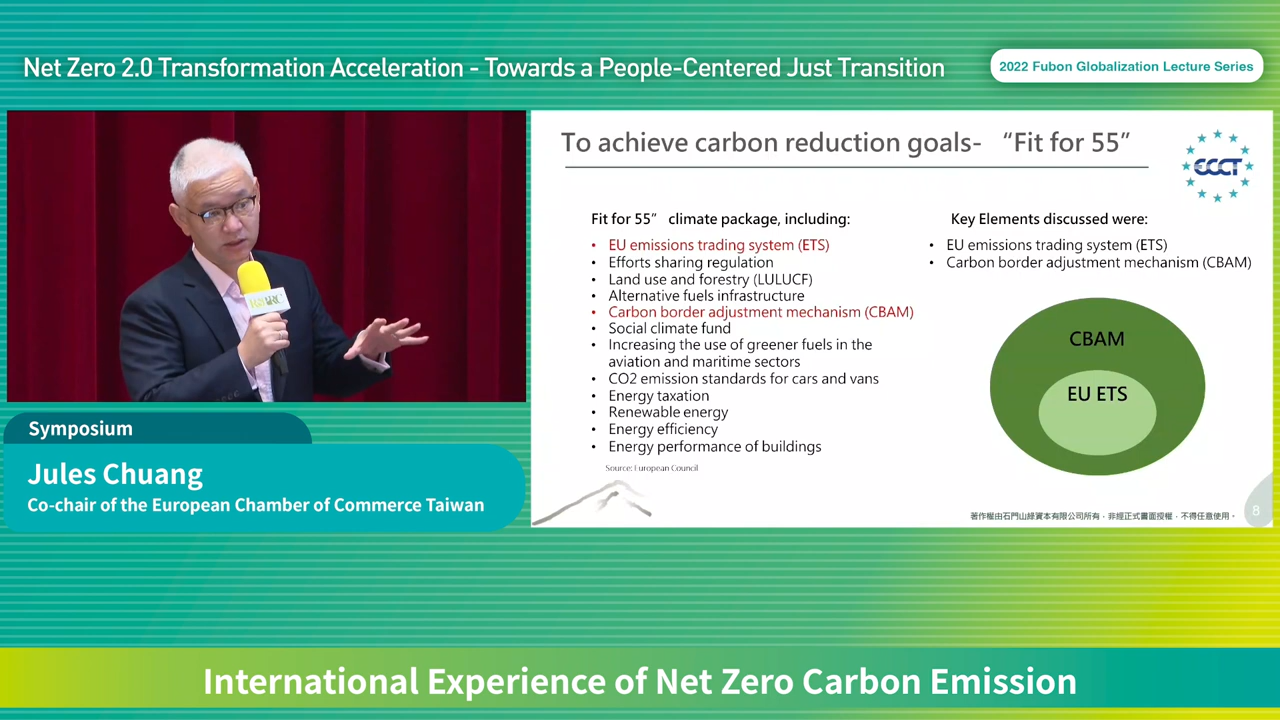 Net Zero 2.0 Transformation Acceleration - Towards a People-Centered Just Transition
2022 Fubon Globalization Lecture Series
Symposium
Jules Chuang
Co-chair of the European Chamber of Commerce Taiwan
To achieve carbon reduction goals- “Fit for 55”
ECCT
Fit for 55” climate package, including:
• EU emissions trading system (ETS)
• Efforts sharing regulation
• Land use and forestry (LULUCF)
• Alternative fuels infrastructure
• Carbon border adjustment mechanism (CBAM)
• Social climate fund
• Increasing the use of greener fuels in the
aviation and maritime sectors
• CO2 emission standards for cars and vans
• Energy taxation
• Renewable energy
• Energy efficiency
• Energy performance of buildings
Source: European Council
Key Elements discussed were:
• EU emissions trading system (ETS)
• Carbon border adjustment mechanism (CBAM)
CBAM
EU ETS
著作權由石門山綠資本有限公司所有，非經正式書面授權，不得任意使用。
8
International Experience of Net Zero Carbon Emission